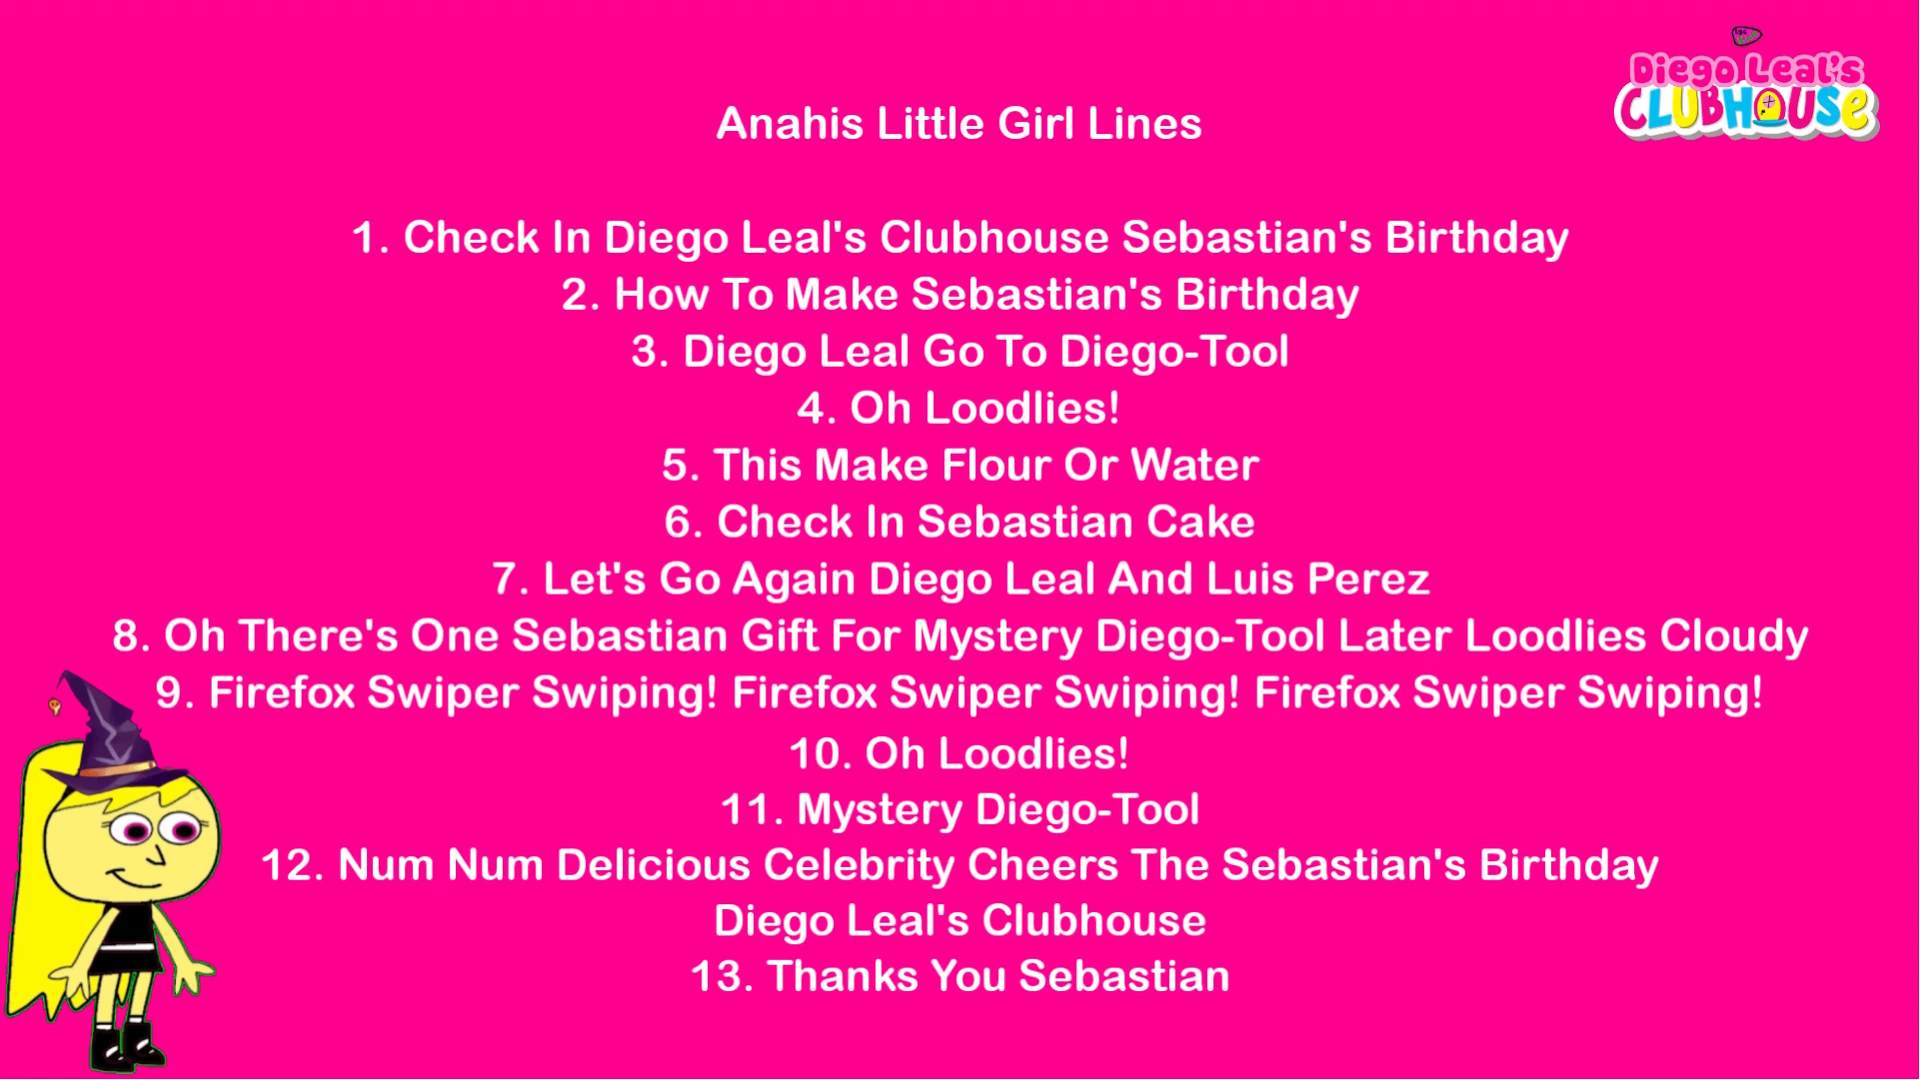 Diego Leal's
CLUBHOUSE
Anahis Little Girl Lines
1. Check In Diego Leal's Clubhouse Sebastian's Birthday
2. How To Make Sebastian's Birthday
3. Diego Leal Go To Diego-Tool
4. Oh Loodlies!
5. This Make Flour Or Water
6. Check In Sebastian Cake
7. Let's Go Again Diego Leal And Luis Perez
8. Oh There's One Sebastian Gift For Mystery Diego-Tool Later Loodlies Cloudy
9. Firefox Swiper Swiping! Firefox Swiper Swiping! Firefox Swiper Swiping!
10. Oh Loodlies!
11. Mystery Diego-Tool
12. Num Num Delicious Celebrity Cheers The Sebastian's Birthday
Diego Leal's Clubhouse
13. Thanks You Sebastian